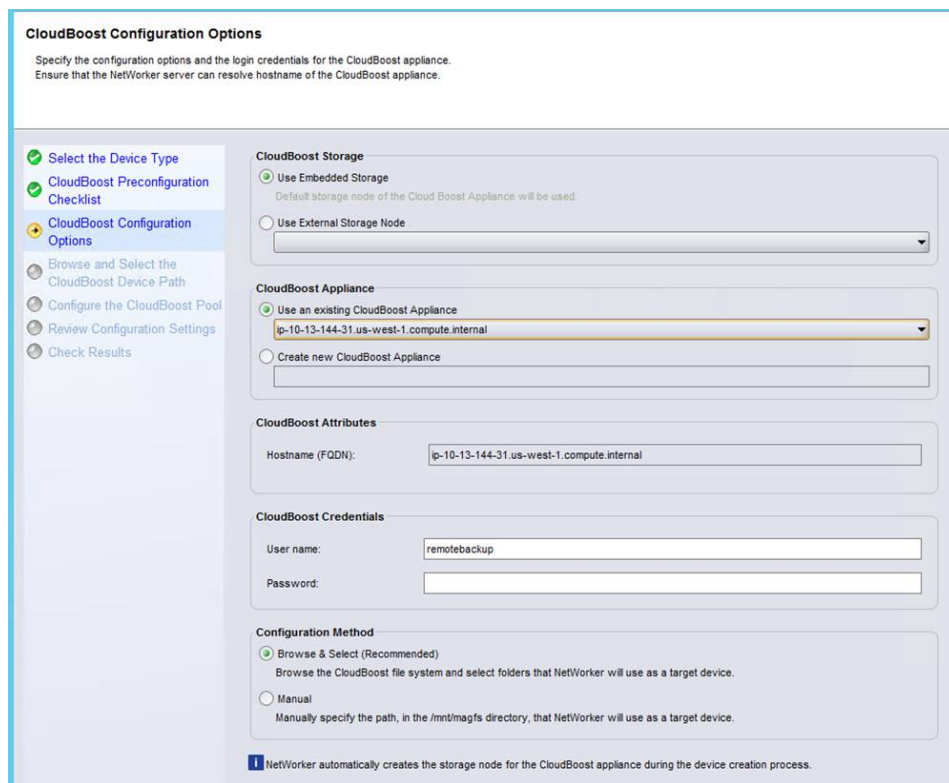 CloudBoost Configuration Options
Specify the configuration options and the login credentials for the CloudBoost appliance.
Ensure that the NetWorker server can resolve hostname of the CloudBoost appliance.
Select the Device Type
CloudBoost Preconfiguration
Checklist
CloudBoost Configuration
Options
Browse and Select the
CloudBoost Device Path
Configure the CloudBoost Pool
Review Configuration Settings
Check Results
CloudBoost Storage
Use Embedded Storage
Default storage node of the Cloud Boost Appliance will be used.
Use External Storage Node
CloudBoost Appliance
Use an existing CloudBoost Appliance
ip-10-13-144-31.us-west-1.compute.internal
Create new CloudBoost Appliance
CloudBoost Attributes
Hostname (FQDN):
ip-10-13-144-31.us-west-1.compute.internal
CloudBoost Credentials
User name:
remotebackup
Password:
Configuration Method
Browse & Select (Recommended)
Browse the CloudBoost file system and select folders that NetWorker will use as a target device.
Manual
Manually specify the path, in the /mnt/magfs directory, that NetWorker will use as a target device.
NetWorker automatically creates the storage node for the CloudBoost appliance during the device creation process.